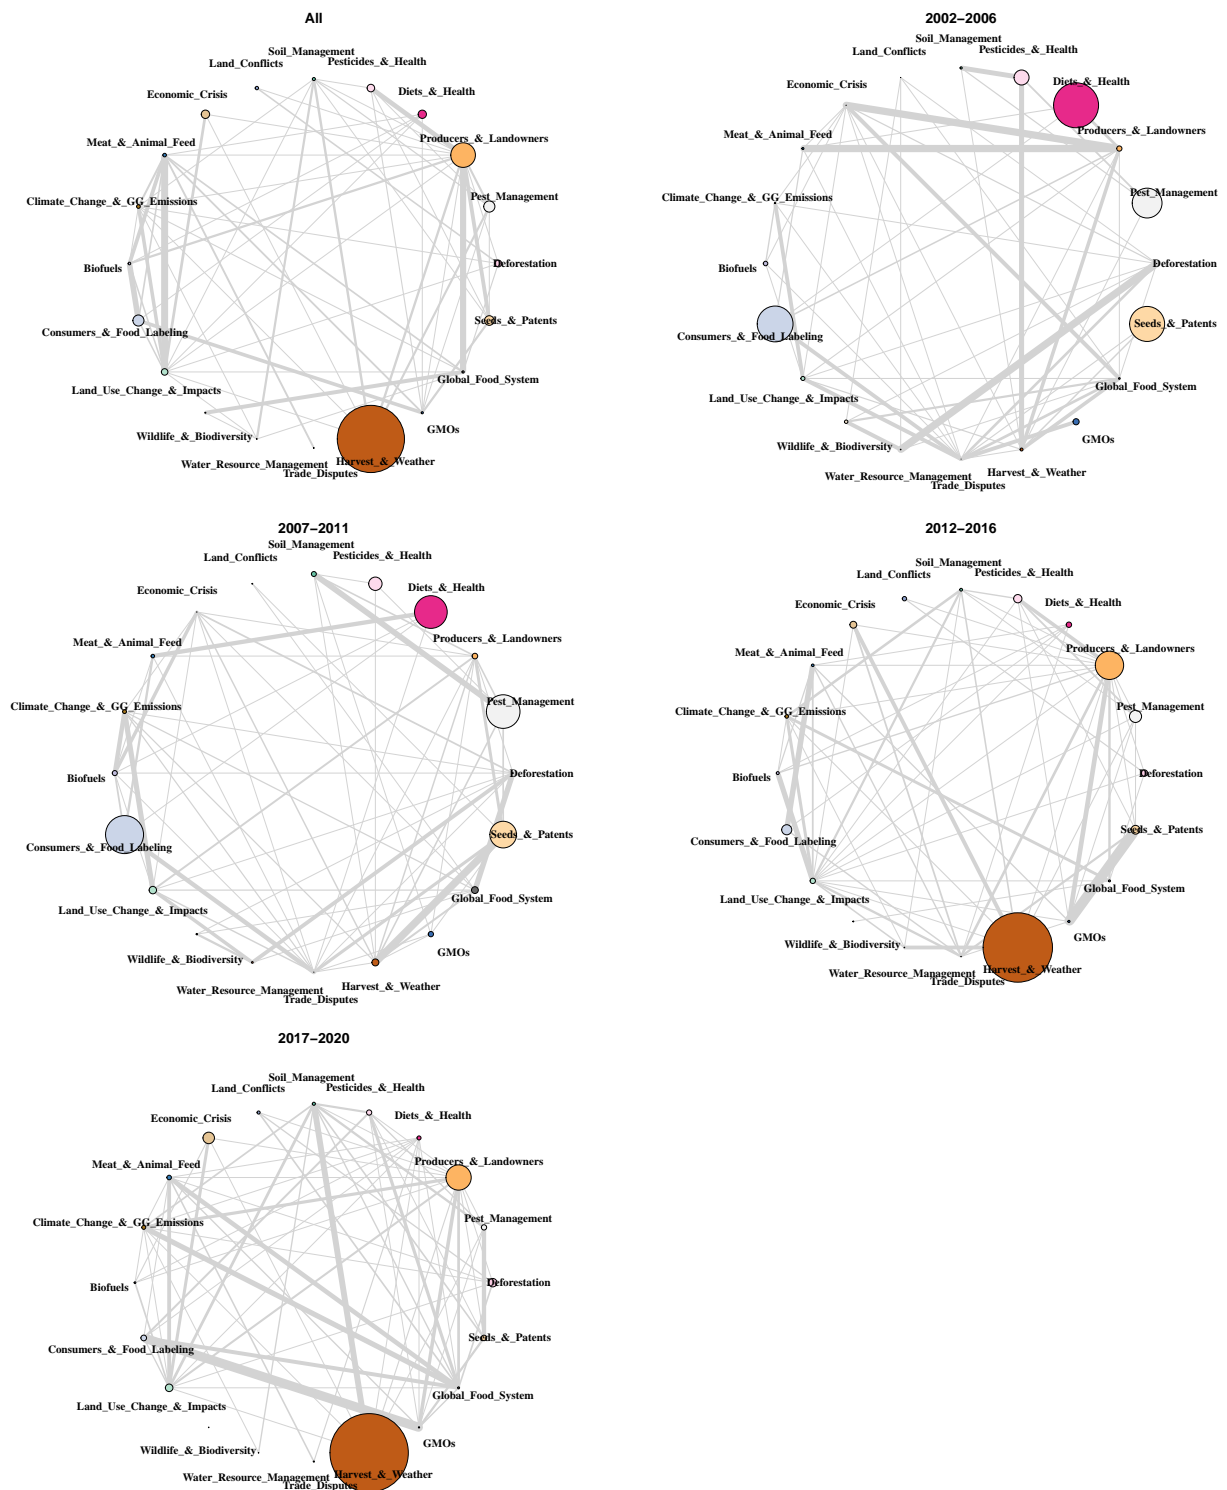 All
Soil_Management
Land_Conflicts
Pesticides_&_Health
Economic_Crisis
Diets_&_Health
Meat_&_Animal_Feed
Producers_&_Landowners
Climate_Change_&_GG_Emissions
Pest_Management
Biofuels
Deforestation
Consumers_&_Food_Labeling
Seeds_&_Patents
Land_Use_Change_&_Impacts
Global_Food_System
Wildlife_&_Biodiversity
GMOs
Water_Resource_Management
Harvest_&_Weather
Trade_Disputes
2002–2006
Soil_Management
Land_Conflicts
Pesticides_&_Health
Economic_Crisis
Diets_&_Health
Meat_&_Animal_Feed
Producers_&_Landowners
Climate_Change_&_GG_Emissions
Pest_Management
Biofuels
Deforestation
Consumers_&_Food_Labeling
Seeds_&_Patents
Land_Use_Change_&_Impacts
Global_Food_System
Wildlife_&_Biodiversity
GMOs
Water_Resource_Management
Harvest_&_Weather
Trade_Disputes
2007–2011
Soil_Management
Land_Conflicts
Pesticides_&_Health
Economic_Crisis
Diets_&_Health
Meat_&_Animal_Feed
Producers_&_Landowners
Climate_Change_&_GG_Emissions
Pest_Management
Biofuels
Deforestation
Consumers_&_Food_Labeling
Seeds_&_Patents
Land_Use_Change_&_Impacts
Global_Food_System
Wildlife_&_Biodiversity
GMOs
Water_Resource_Management
Harvest_&_Weather
Trade_Disputes
2012–2016
Soil_Management
Land_Conflicts
Pesticides_&_Health
Economic_Crisis
Diets_&_Health
Meat_&_Animal_Feed
Producers_&_Landowners
Climate_Change_&_GG_Emissions
Pest_Management
Biofuels
Deforestation
Consumers_&_Food_Labeling
Seeds_&_Patents
Land_Use_Change_&_Impacts
Global_Food_System
Wildlife_&_Biodiversity
GMOs
Water_Resource_Management
Harvest_&_Weather
Trade_Disputes
2017–2020
Soil_Management
Land_Conflicts
Pesticides_&_Health
Economic_Crisis
Diets_&_Health
Meat_&_Animal_Feed
Producers_&_Landowners
Climate_Change_&_GG_Emissions
Pest_Management
Biofuels
Deforestation
Consumers_&_Food_Labeling
Seeds_&_Patents
Land_Use_Change_&_Impacts
Global_Food_System
Wildlife_&_Biodiversity
GMOs
Water_Resource_Management
Harvest_&_Weather
Trade_Disputes